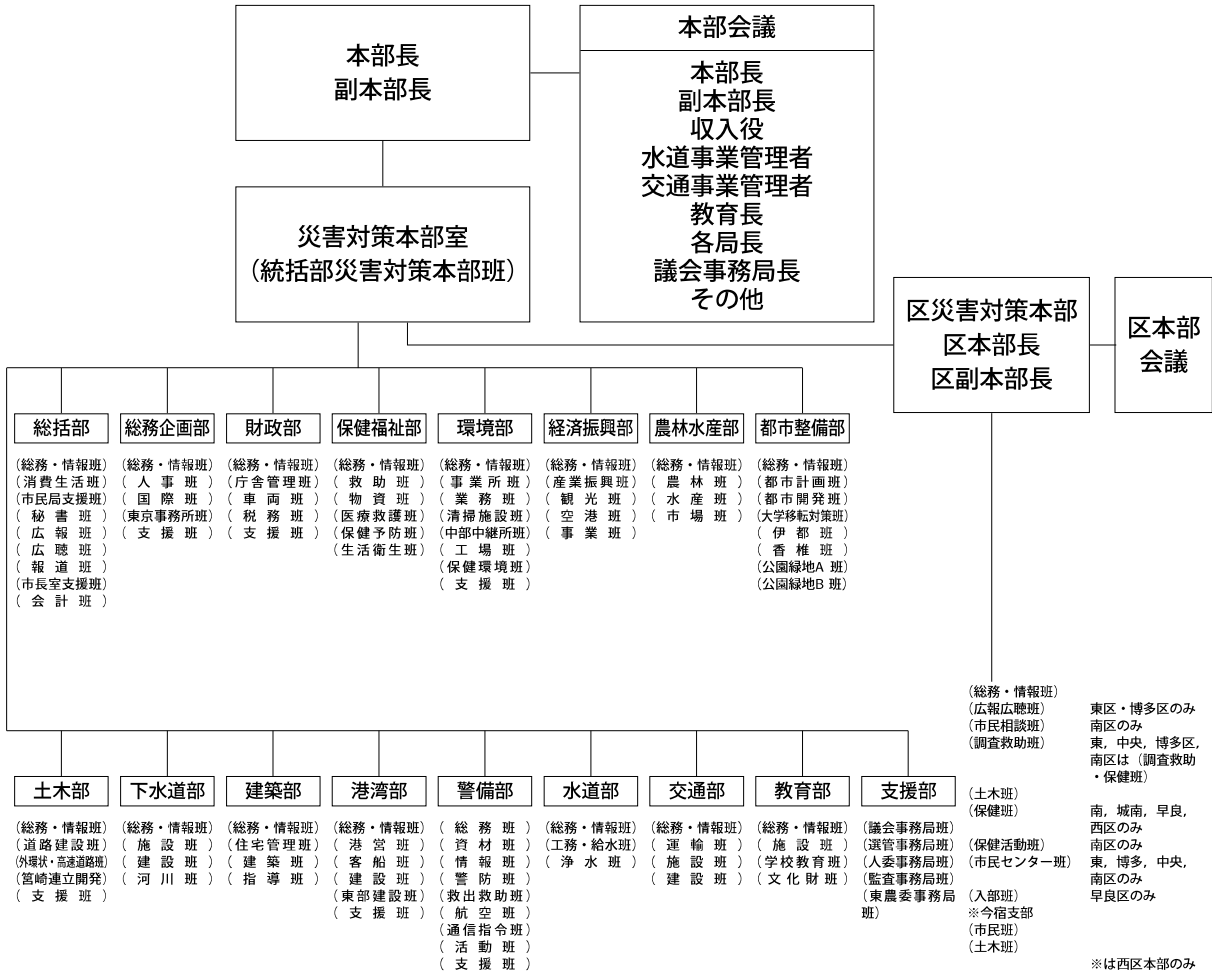 本部長
副本部長
本部会議
本部長
副本部長
収入役
水道事業管理者
交通事業管理者
教育長
各局長
議会事務局長
その他
災害対策本部室
（統括部災害対策本部班）
区災害対策本部
区本部長
区副本部長
区本部
会議
総括部
（総務・情報班）
（消費生活班）
（市民局支援班）
（秘書班）
（広報班）
（広聴班）
（報道班）
（市長室支援班）
（会計班）
総務企画部
（総務・情報班）
（人事班）
（国際班）
（東京事務所班）
（支援班）
財政部
（総務・情報班）
（庁舎管理班）
（車両班）
（税務班）
（支援班）
保健福祉部
（総務・情報班）
（救助班）
（物資班）
（医療救護班）
（保健予防班）
（生活衛生班）
環境部
（総務・情報班）
（事業所班）
（業務班）
（清掃施設班）
（中部中継所班）
（工場班）
（保健環境班）
（支援班）
経済振興部
（総務・情報班）
（産業振興班）
（観光班）
（空港班）
（事業班）
農林水産部
（総務・情報班）
（農林班）
（水産班）
（市場班）
都市整備部
（総務・情報班）
（都市計画班）
（都市開発班）
（大学移転対策班）
（伊都班）
（香椎班）
（公園緑地A 班）
（公園緑地B 班）
土木部
（総務・情報班）
（道路建設班）
（外環状・高速道路班）
（筥崎連立開発）
（支援班）
下水道部
（総務・情報班）
（施設班）
（建設班）
（河川班）
建築部
（総務・情報班）
（住宅管理班）
（建築班）
（指導班）
港湾部
（総務・情報班）
（港営班）
（客船班）
（建設班）
（東部建設班）
（支援班）
警備部
（総務班）
（資材班）
（情報班）
（警防班）
（救出救助班）
（航空班）
（通信指令班）
（活動班）
（支援班）
水道部
（総務・情報班）
（工務・給水班）
（浄水班）
交通部
（総務・情報班）
（運輸班）
（施設班）
（建設班）
教育部
（総務・情報班）
（施設班）
（学校教育班）
（文化財班）
支援部
（議会事務局班）
（選管事務局班）
（人委事務局班）
（監査事務局班）
（東農委事務局
班）
（総務・情報班）
（広報広聴班） 東区・博多区のみ
（市民相談班） 南区のみ
（調査救助班） 東，中央，博多区，
南区は（調査救助
・保健班）
（土木班）
（保健班） 南，城南，早良，
西区のみ
（保健活動班） 南区のみ
（市民センター班） 東，博多，中央，
南区のみ
（入部班） 早良区のみ
※今宿支部
（市民班）
（土木班）
※は西区本部のみ